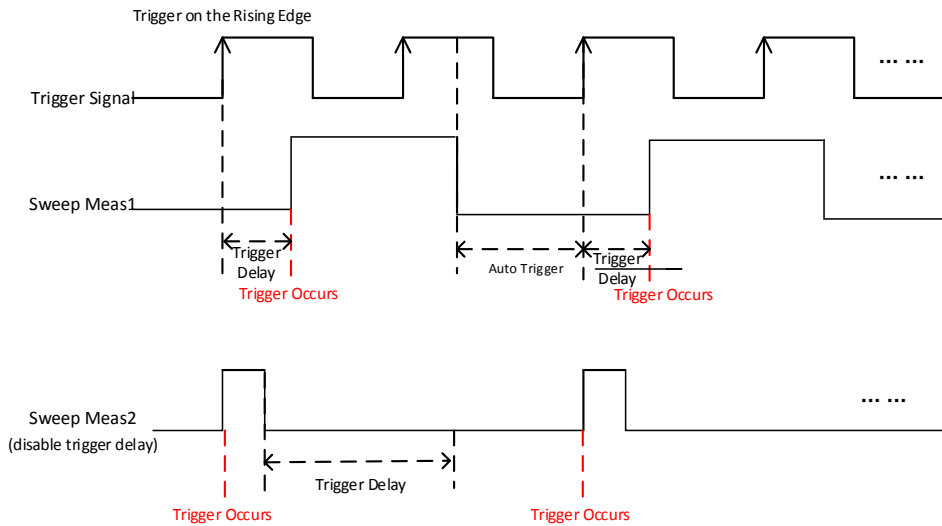 Trigger on the Rising Edge
Trigger Signal
... ...
Sweep Meas1
... ...
Trigger
Delay
Auto Trigger
Trigger
Delay
Trigger Occurs
Trigger Occurs
Sweep Meas2
(disable trigger delay)
... ...
Trigger Delay
Trigger Occurs
Trigger Occurs